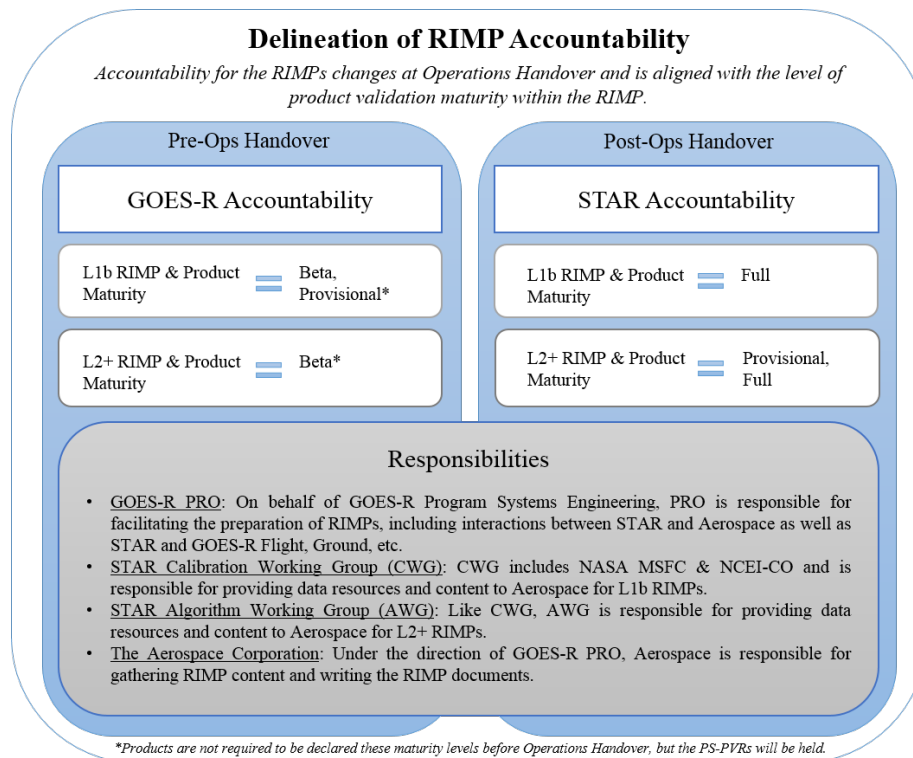 Delineation of RIMP Accountability
Accountability for the RIMPs changes at Operations Handover and is aligned with the level of
product validation maturity within the RIMP.
Pre-Ops Handover
GOES-R Accountability
L1b RIMP & Product
Maturity
Beta,
Provisional*
L2+ RIMP & Product
Maturity
Beta*
Post-Ops Handover
STAR Accountability
L1b RIMP & Product
Maturity
Full
L2+ RIMP & Product
Maturity
Provisional,
Full
Responsibilities
• GOES-R PRO: On behalf of GOES-R Program Systems Engineering, PRO is responsible for
facilitating the preparation of RIMPs, including interactions between STAR and Aerospace as well as
STAR and GOES-R Flight, Ground, etc.
• STAR Calibration Working Group (CWG): CWG includes NASA MSFC & NCEI-CO and is
responsible for providing data resources and content to Aerospace for L1b RIMPs.
• STAR Algorithm Working Group (AWG): Like CWG, AWG is responsible for providing data
resources and content to Aerospace for L2+ RIMPs.
• The Aerospace Corporation: Under the direction of GOES-R PRO, Aerospace is responsible for
gathering RIMP content and writing the RIMP documents.
*Products are not required to be declared these maturity levels before Operations Handover, but the PS-PVRs will be held.